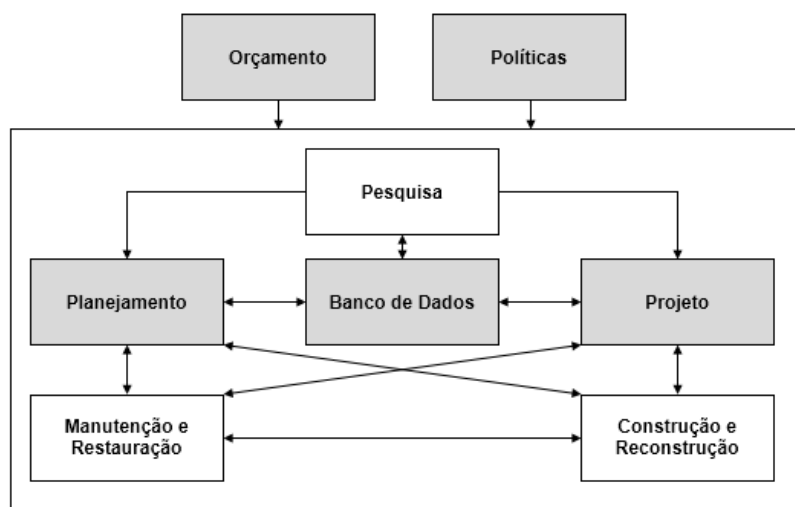 Orçamento
Políticas
Pesquisa
Planejamento
Banco de Dados
Projeto
Manutenção e
Restauração
Construção e
Reconstrução